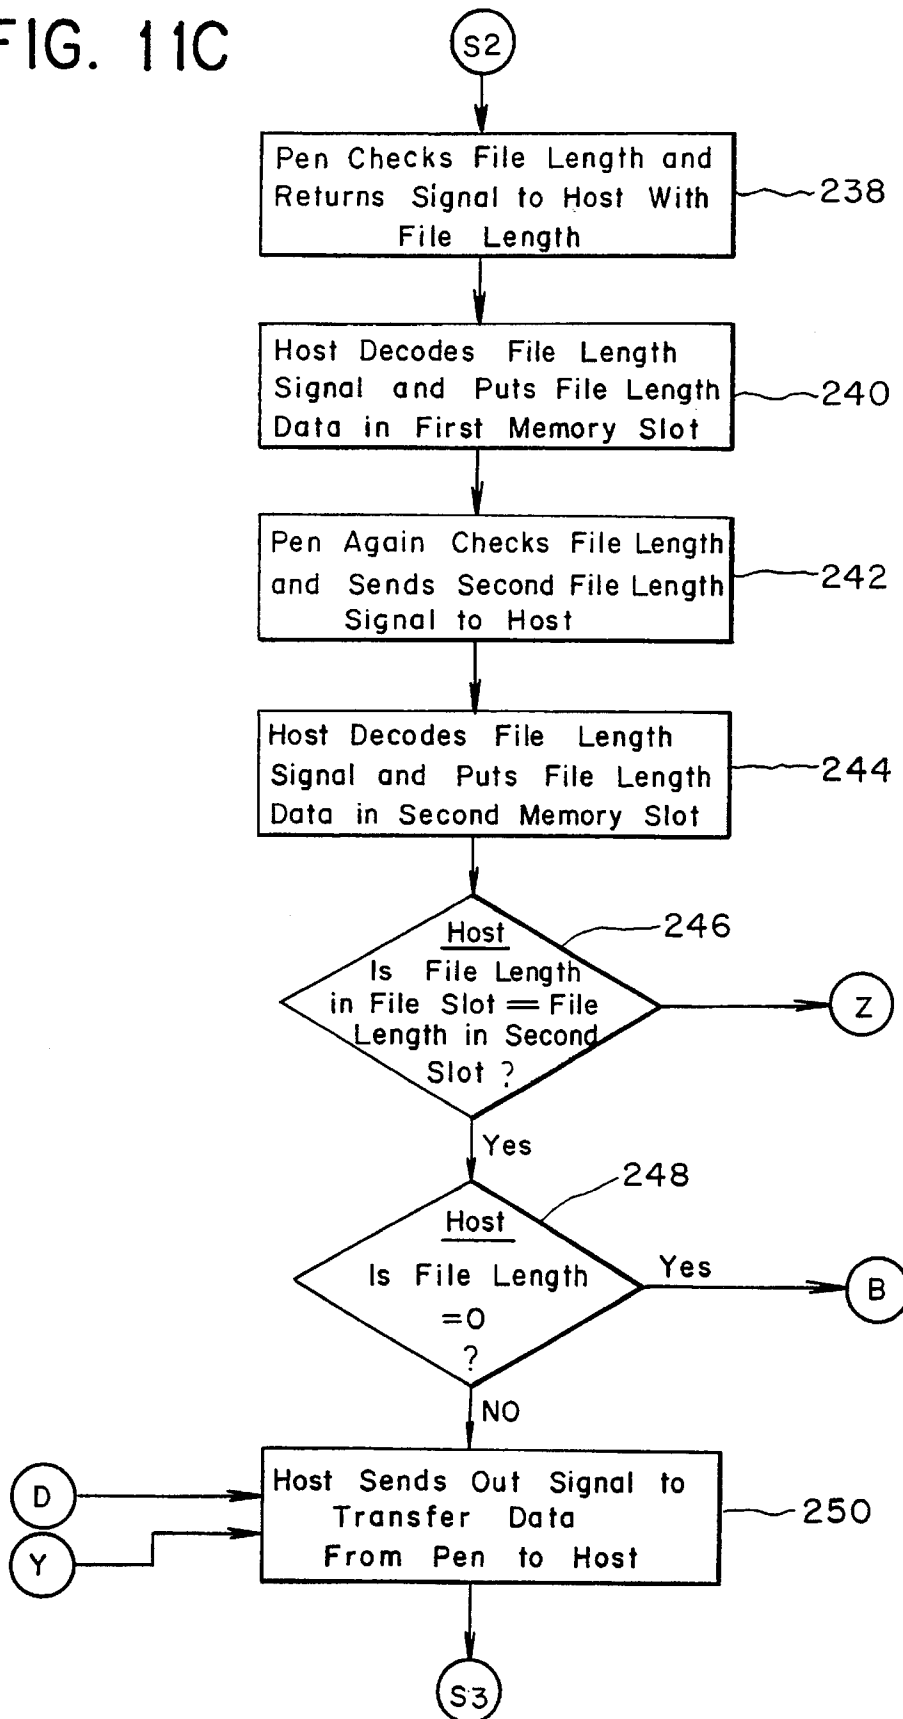 FIG. 11C
S2
Pen Checks File Length and
Returns Signal to Host With
File Length
238
Host Decodes File Length
Signal and Puts File Length
Data in First Memory Slot
240
Pen Again Checks File Length
and Sends Second File Length
Signal to Host
242
Host Decodes File Length
Signal and Puts File Length
Data in Second Memory Slot
244
Host
Is File Length
in File Slot = File
Length in Second
Slot ?
246
Z
Yes
Host
Is File Length
=0
?
248
Yes
B
NO
D
Y
Host Sends Out Signal to
Transfer Data
From Pen to Host
250
S3